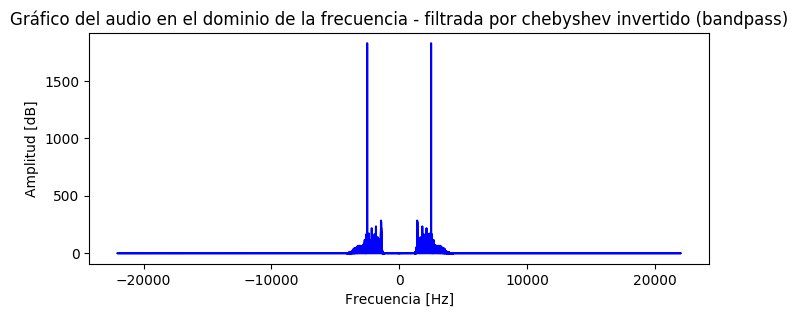 Gráfico del audio en el dominio de la frecuencia - filtrada por chebyshev invertido (bandpass)
Amplitud [dB]
1500
1000
500
0
−20000 −10000 0 10000 20000
Frecuencia [Hz]